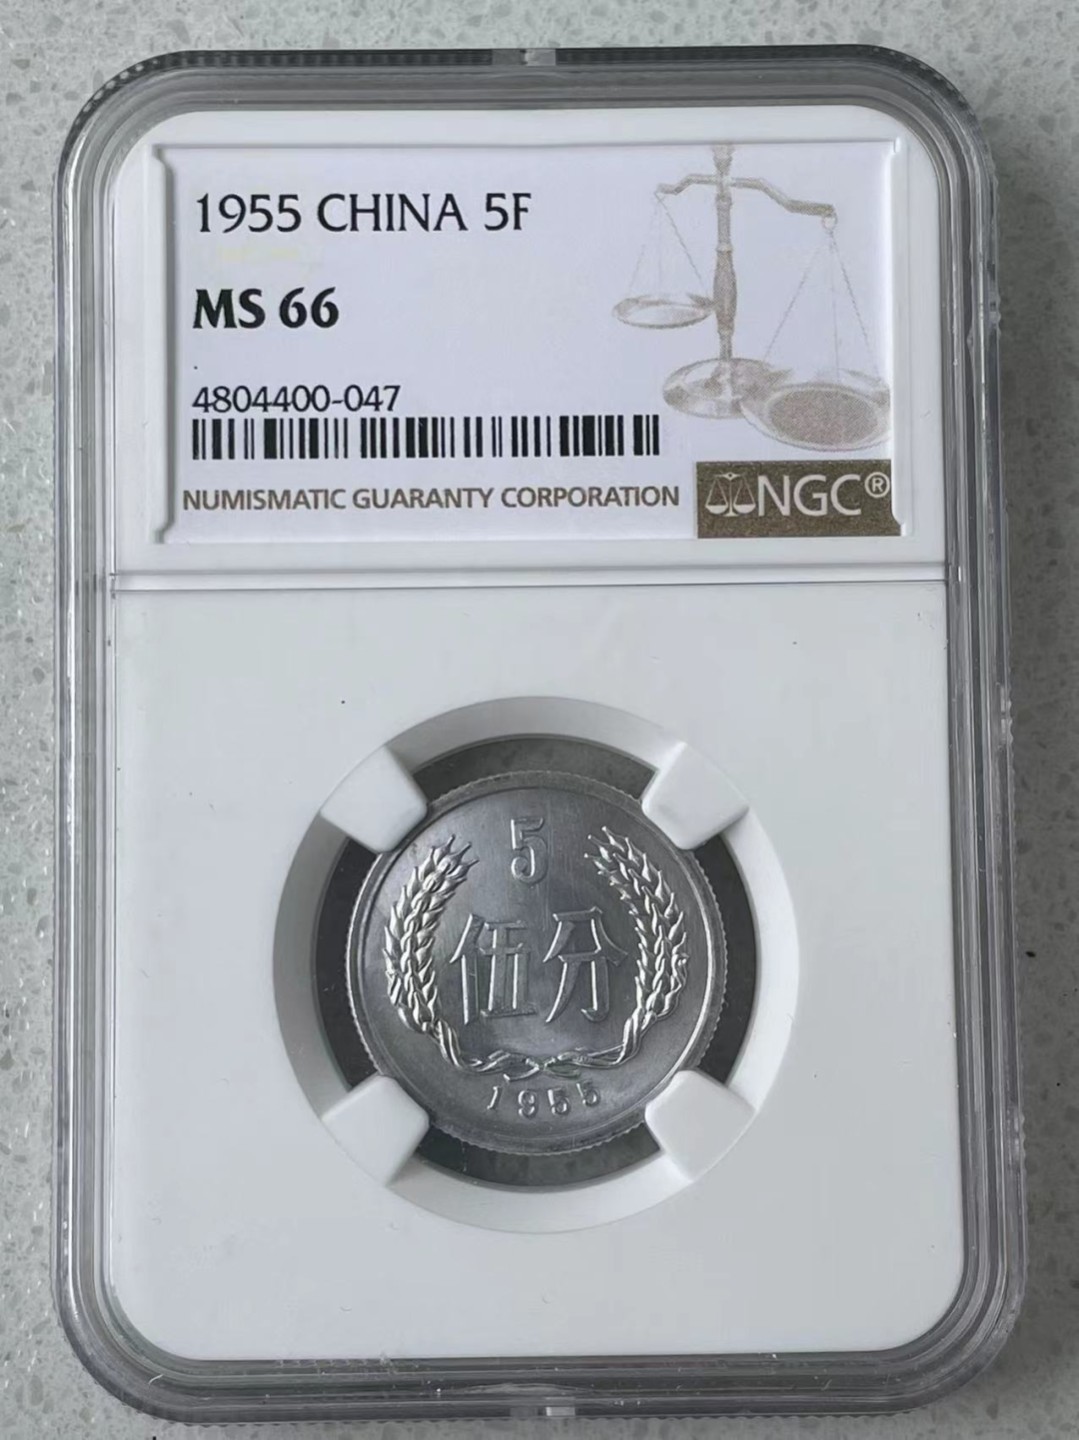 1955 CHINA 5F
MS 66
4804400-047
NUMISMATIC GUARANTY CORPORATION
NGC®
5
伍分
1955